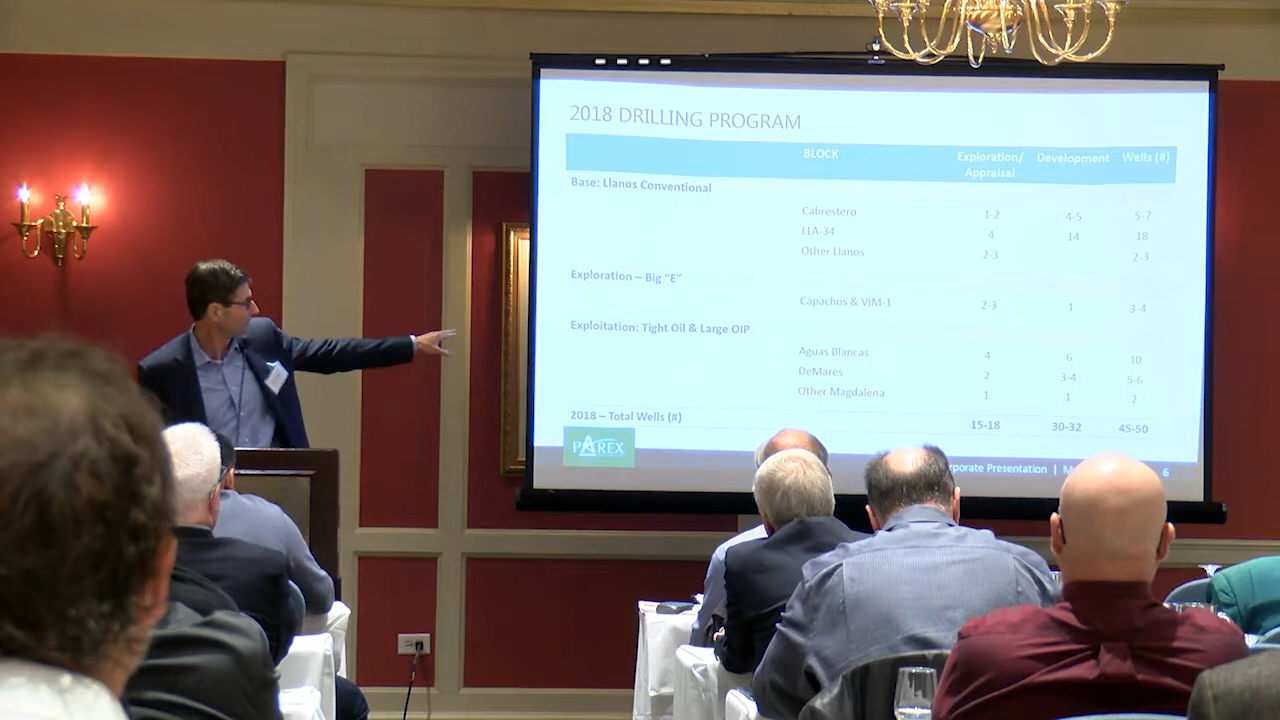 2018 DRILLING PROGRAM
BLOCK Exploration/ Appraisal Development Wells (#)
Base: Llanos Conventional
Cabrestero 1-2 4-5 5-7
LLA-34 4 14 18
Other Llanos 2-3 2-3
Exploration – Big “E”
Capachos & VIM-1 2-3 1 3-4
Exploitation: Tight Oil & Large OIP
Aguas Blancas 4 6 10
DeMares 2 3-4 5-6
Other Magdalena 1 1 2
2018 – Total Wells (#) 15-18 30-32 45-50
PAREX
Presentation | 6